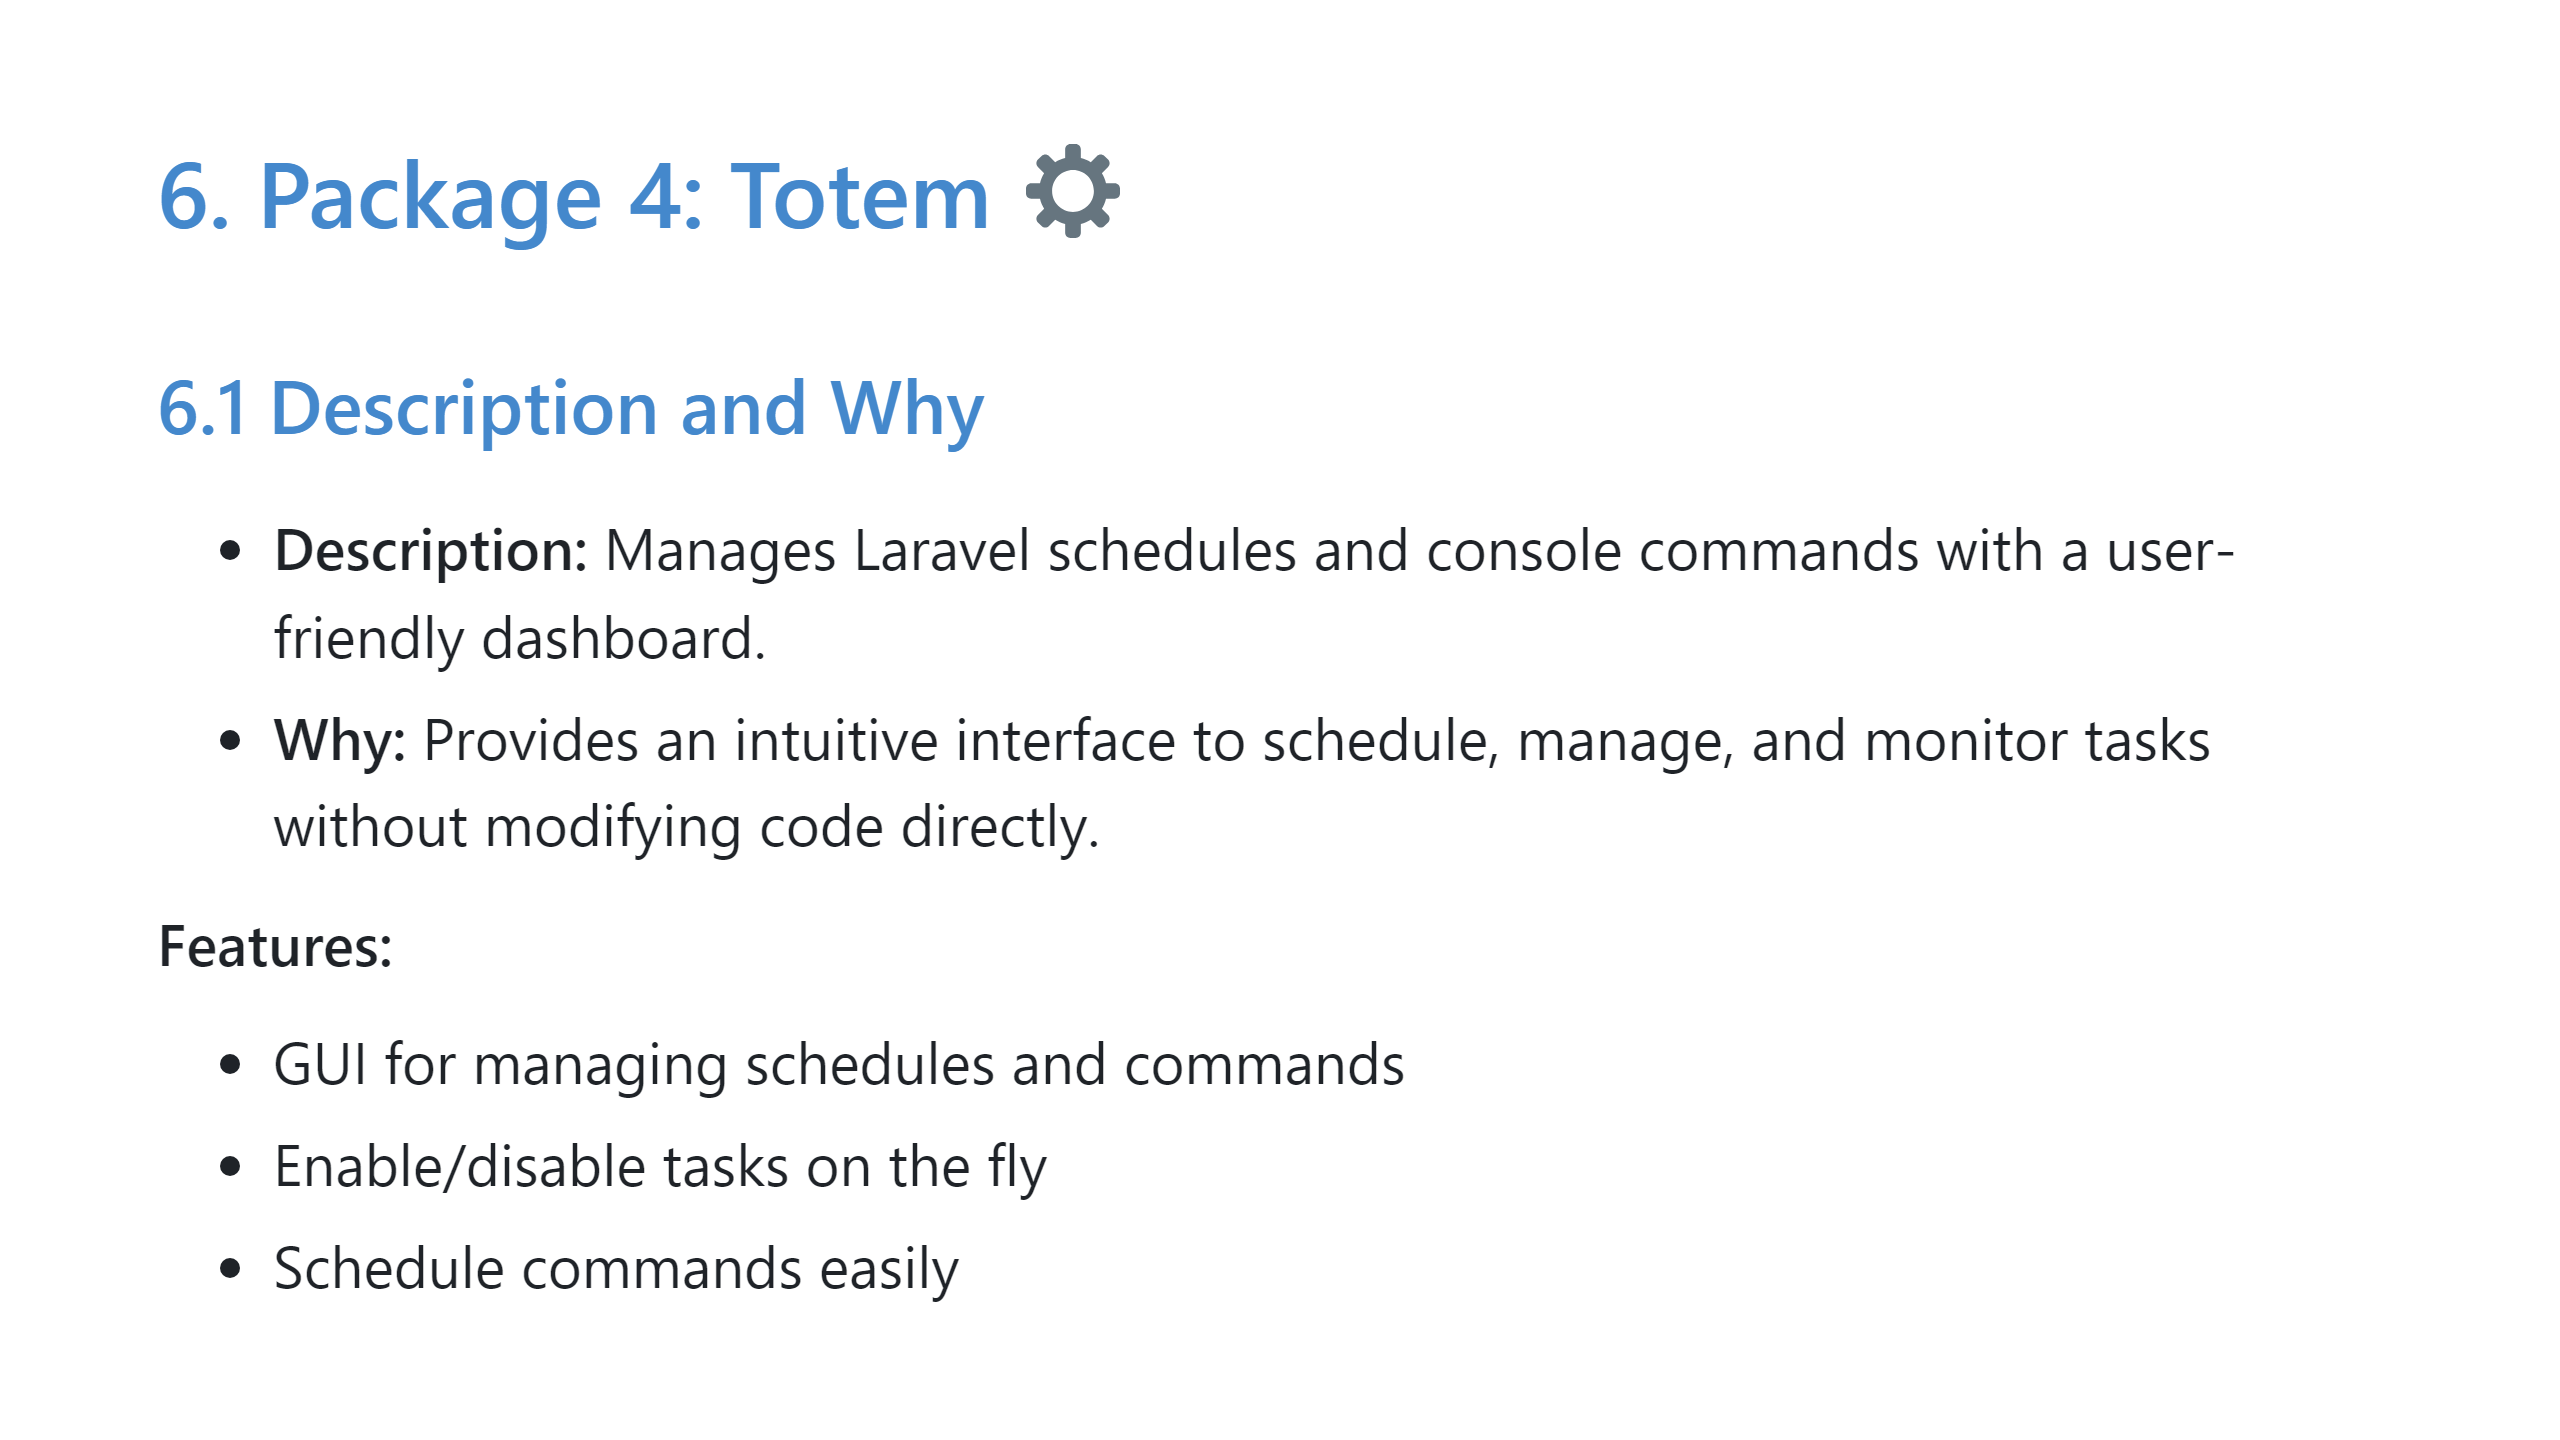 6. Package 4: Totem
6.1 Description and Why
• Description: Manages Laravel schedules and console commands with a user-
friendly dashboard.
• Why: Provides an intuitive interface to schedule, manage, and monitor tasks
without modifying code directly.
Features:
• GUI for managing schedules and commands
• Enable/disable tasks on the fly
• Schedule commands easily